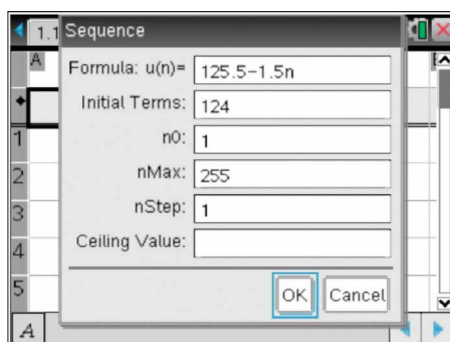 1.1
Sequence
A
Formula: u(n)= 125.5−1.5n
Initial Terms: 124
n0: 1
nMax: 255
nStep: 1
Ceiling Value:
1
2
3
4
5
OK Cancel
A